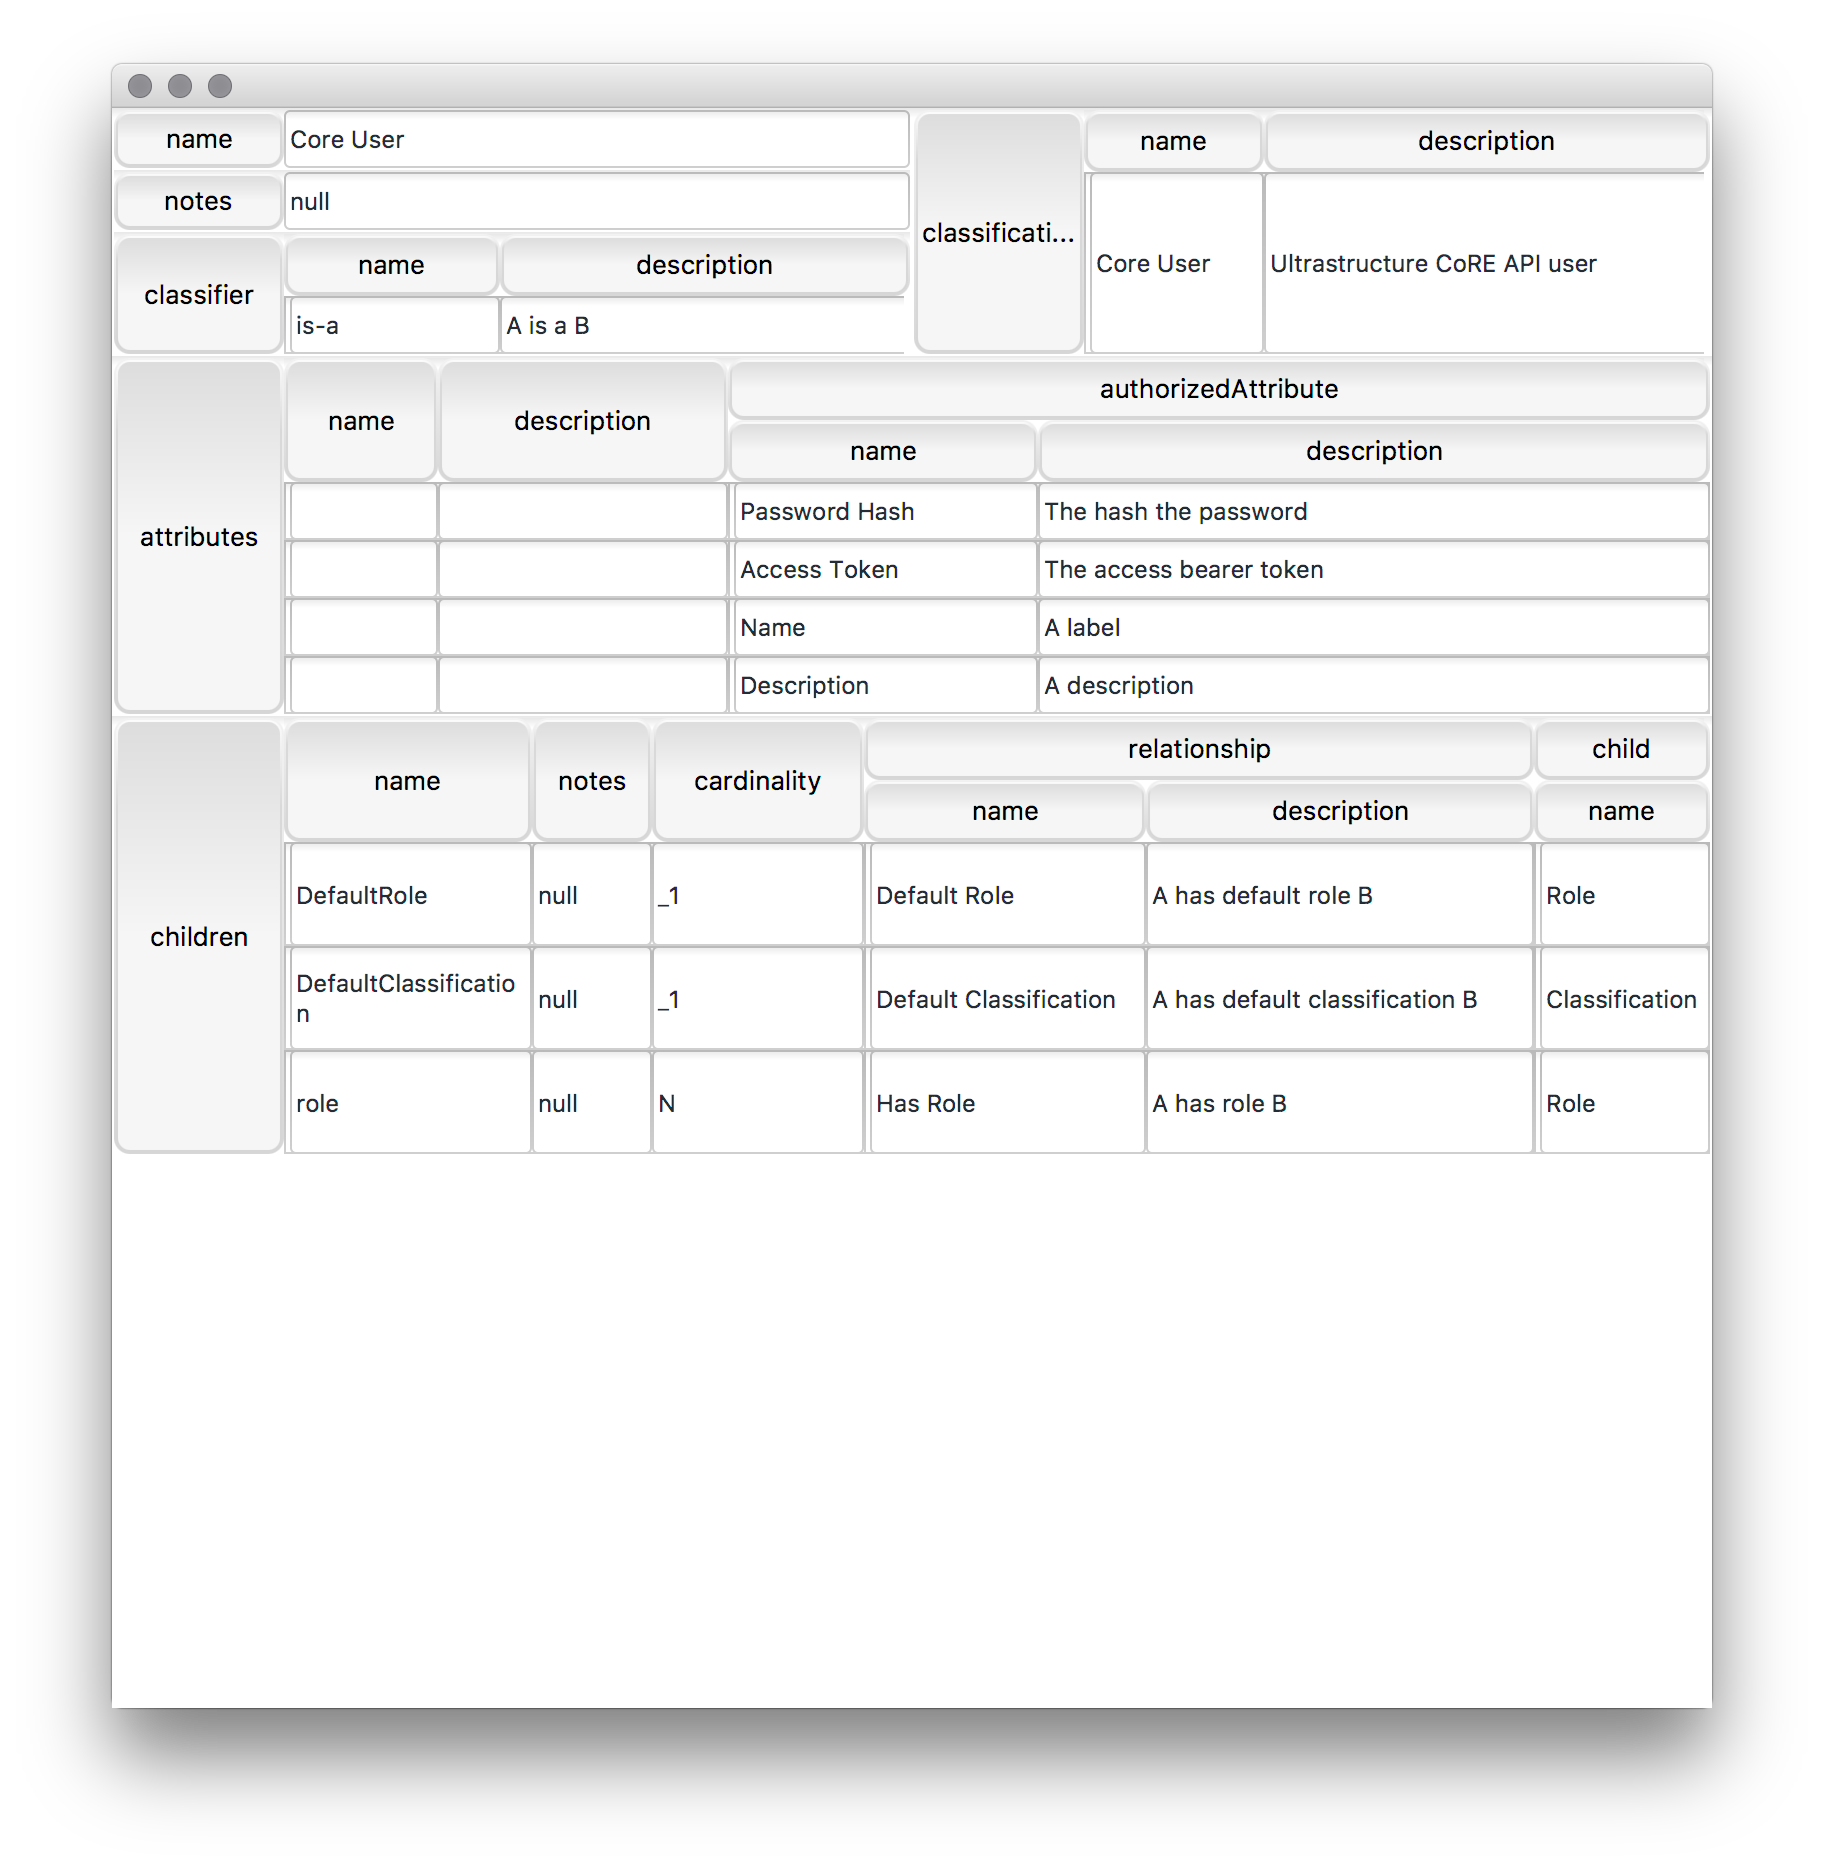 name
Core User
notes
null
classifier
name
description
is-a
A is a B
classificati...
name
description
Core User
Ultrastructure CoRE API user
attributes
name
description
authorizedAttribute
name
description
Password Hash
The hash the password
Access Token
The access bearer token
Name
A label
Description
A description
children
name
notes
cardinality
relationship
child
name
description
name
DefaultRole
null
_1
Default Role
A has default role B
Role
DefaultClassificatio
n
null
_1
Default Classification
A has default classification B
Classification
role
null
N
Has Role
A has role B
Role